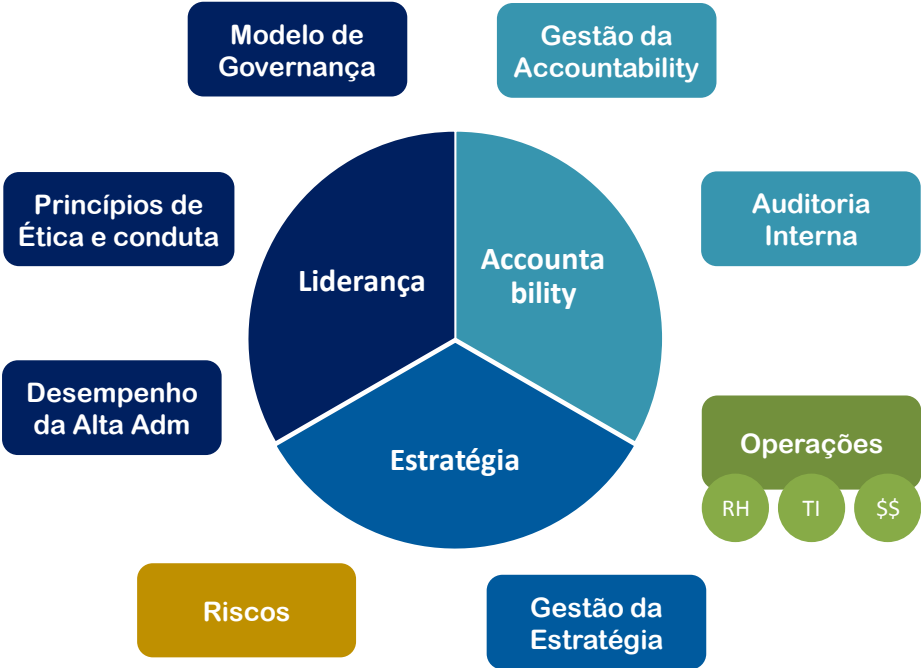 Modelo de
Governança
Gestão da
Accountability
Princípios de
Ética e conduta
Auditoria
Interna
Liderança
Accounta
bility
Desempenho
da Alta Adm
Estratégia
Operações
RH
TI
$$
Riscos
Gestão da
Estratégia